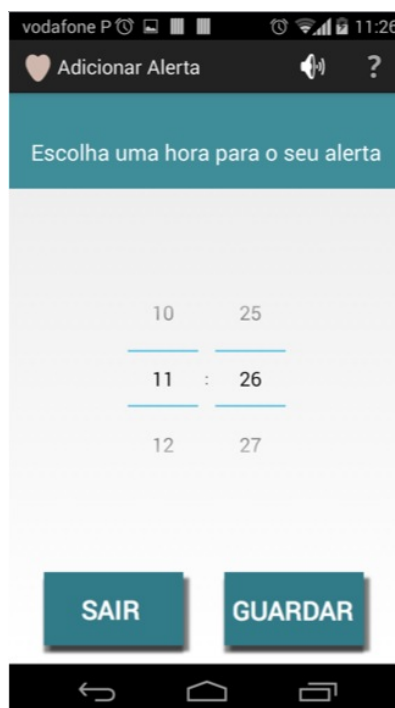 vodafone P 11:26
Adicionar Alerta ?
Escolha uma hora para o seu alerta
10 25
11 : 26
12 27
SAIR GUARDAR